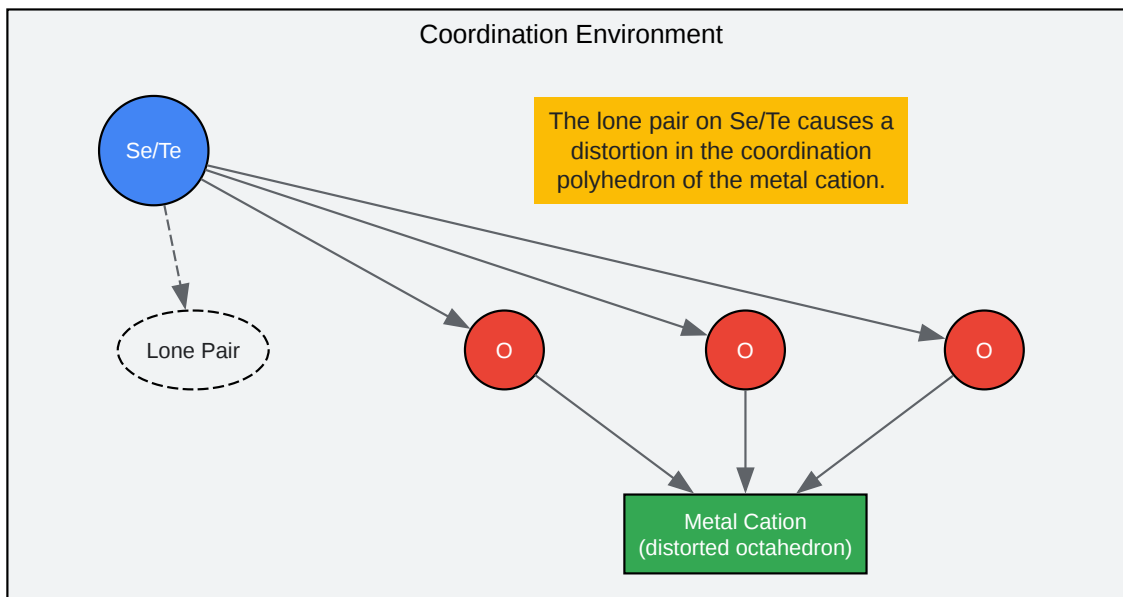 Coordination Environment
Se/Te
The lone pair on Se/Te causes a
distortion in the coordination
polyhedron of the metal cation.
Lone Pair
O
O
O
Metal Cation
(distorted octahedron)